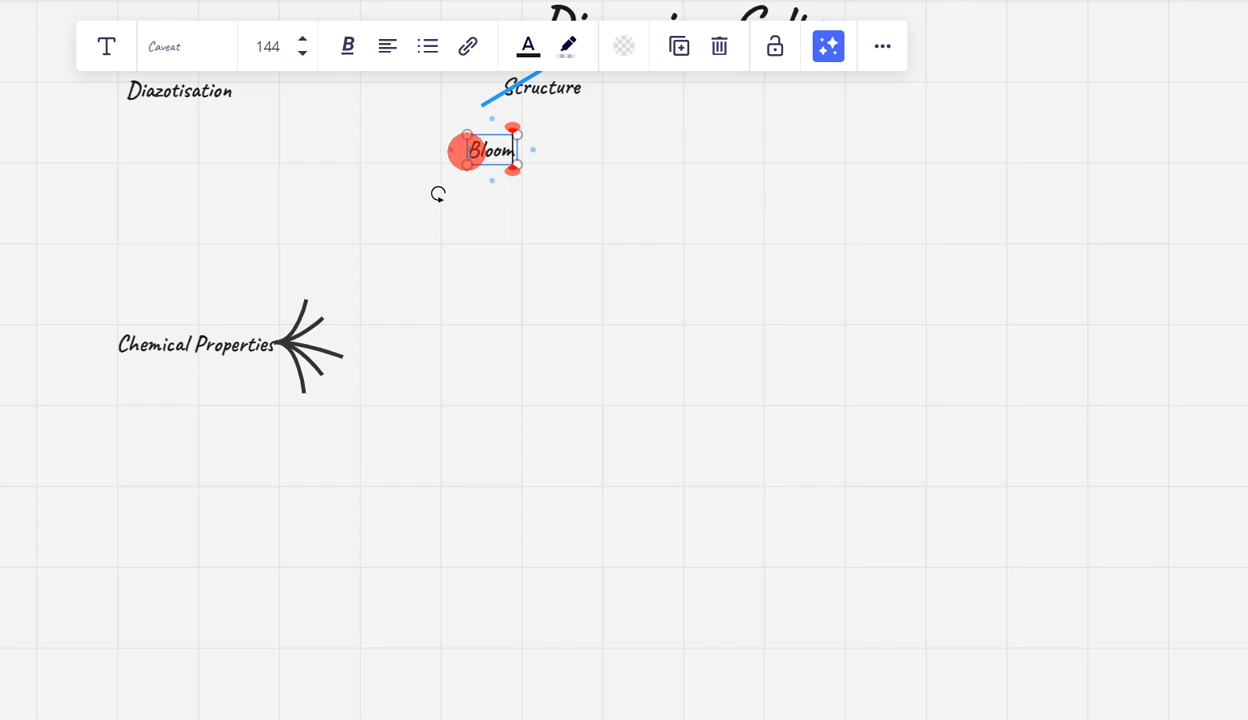 Caveat
144
B
A
Diazotisation
Structure
Bloom
Chemical Properties